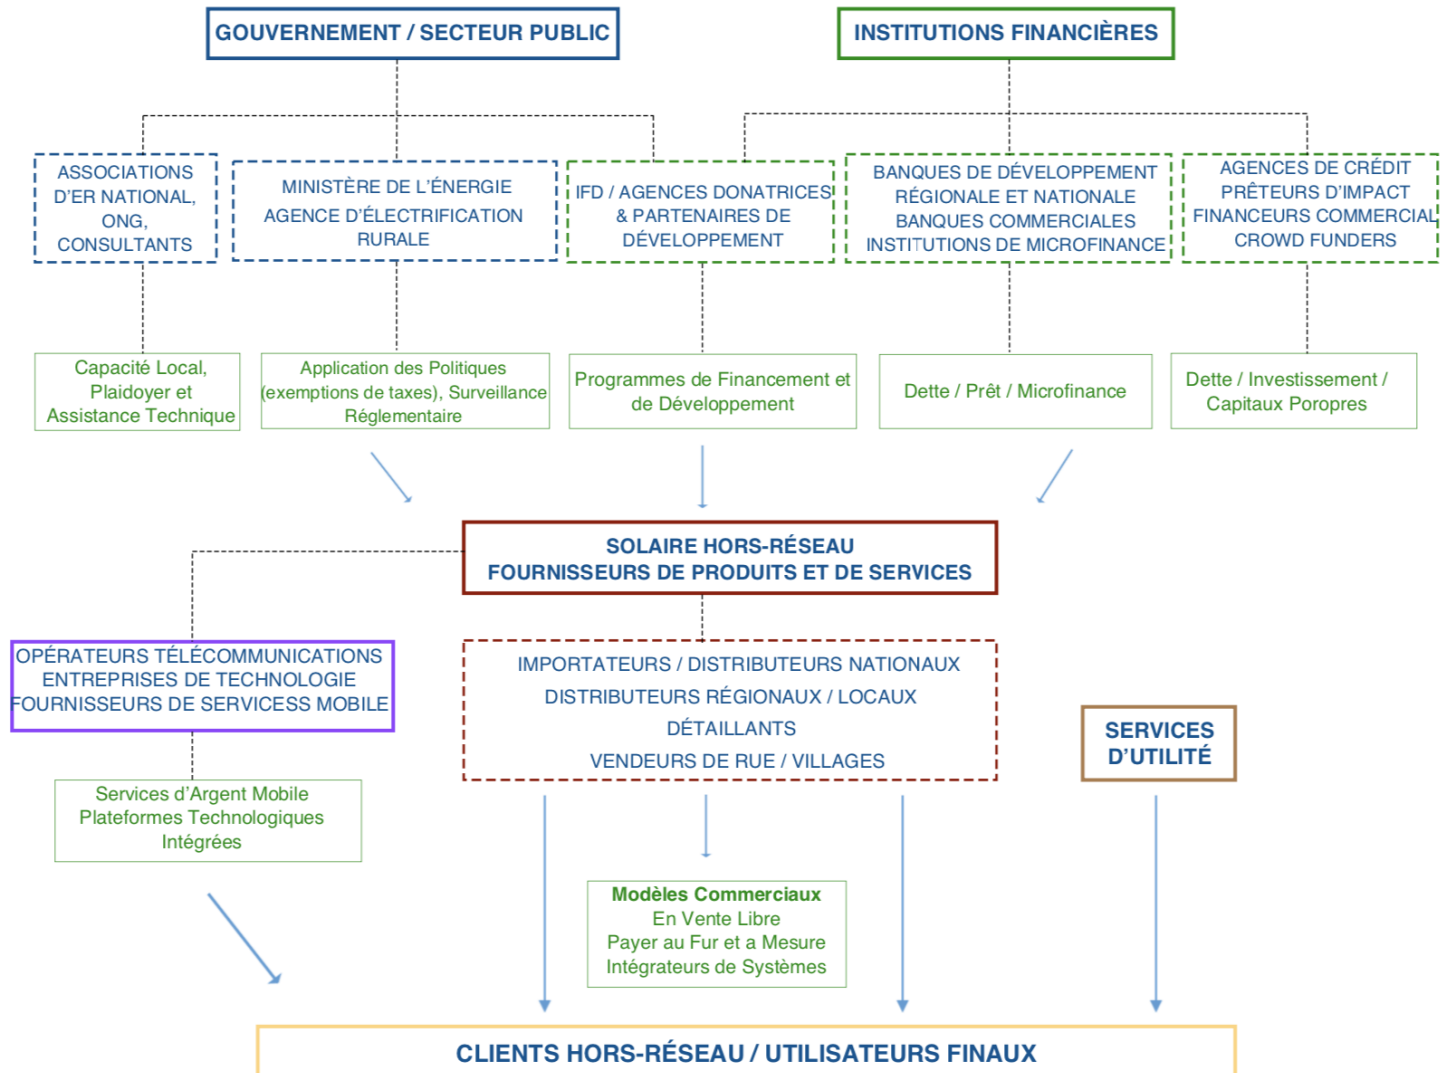 GOUVERNEMENT / SECTEUR PUBLIC
INSTITUTIONS FINANCIÈRES
ASSOCIATIONS
D'ER NATIONAL,
ONG,
CONSULTANTS
MINISTÈRE DE L'ÉNERGIE
AGENCE D'ÉLECTRIFICATION
RURALE
IFD / AGENCES DONATRICES
& PARTENAIRES DE
DÉVELOPPEMENT
BANQUES DE DÉVELOPPEMENT
RÉGIONALE ET NATIONALE
BANQUES COMMERCIALES
INSTITUTIONS DE MICROFINANCE
AGENCES DE CRÉDIT
PRÊTEURS D'IMPACT
FINANCEURS COMMERCIAL
CROWD FUNDERS
Capacité Local,
Plaidoyer et
Assistance Technique
Application des Politiques
(exemptions de taxes), Surveillance
Réglementaire
Programmes de Financement et
de Développement
Dette / Prêt / Microfinance
Dette / Investissement /
Capitaux Poropres
SOLAIRE HORS-RÉSEAU
FOURNISSEURS DE PRODUITS ET DE SERVICES
OPÉRATEURS TÉLÉCOMMUNICATIONS
ENTREPRISES DE TECHNOLOGIE
FOURNISSEURS DE SERVICESS MOBILE
IMPORTATEURS / DISTRIBUTEURS NATIONAUX
DISTRIBUTEURS RÉGIONAUX / LOCAUX
DÉTAILLANTS
VENDEURS DE RUE / VILLAGES
SERVICES
D'UTILITÉ
Services d'Argent Mobile
Plateformes Technologiques
Intégrées
Modèles Commerciaux
En Vente Libre
Payer au Fur et a Mesure
Intégrateurs de Systèmes
CLIENTS HORS-RÉSEAU / UTILISATEURS FINAUX